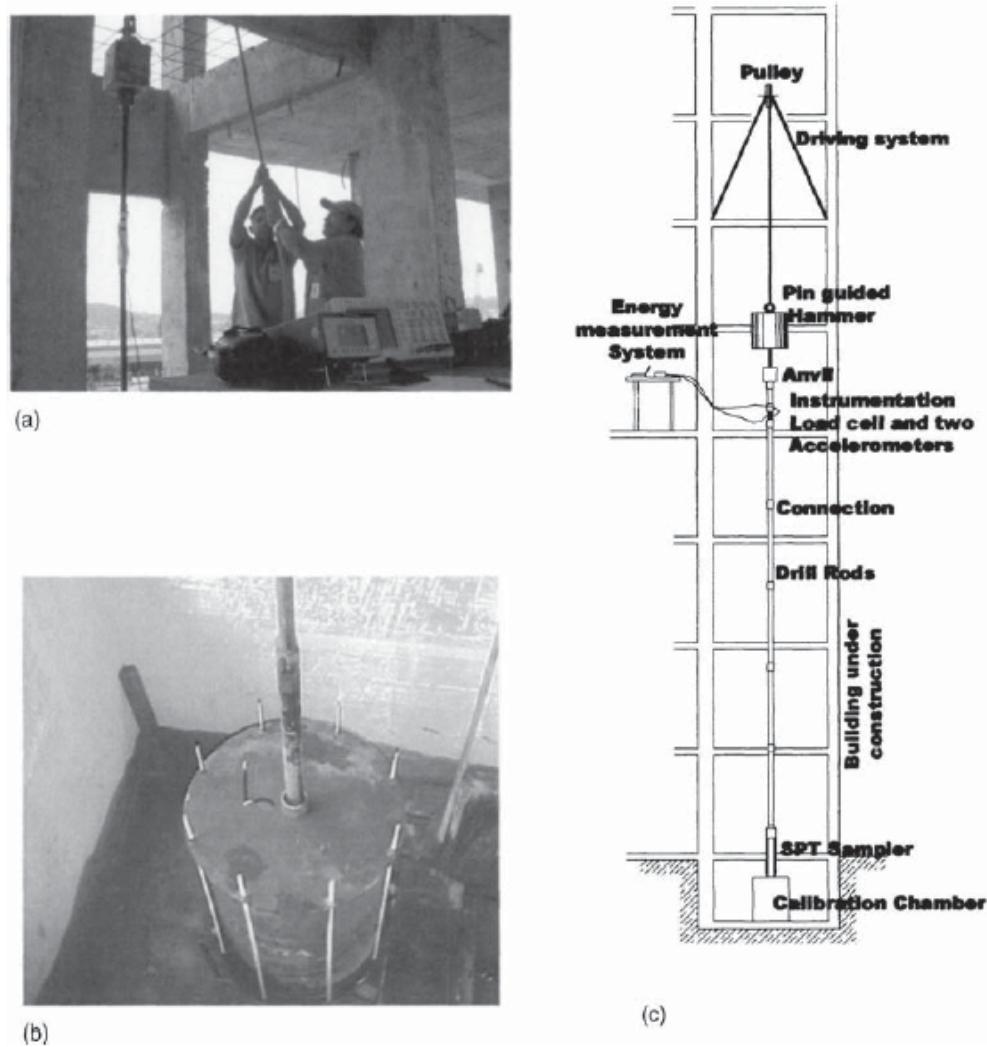 (a)
(b)
Pulley
Driving system
Pin guided
Hammer
Energy
measurement
System
Anvil
Instrumentation
Load cell and two
Accelerometers
Connection
Drill Rods
Building under
construction
SPT Sampler
Calibration Chamber
(c)